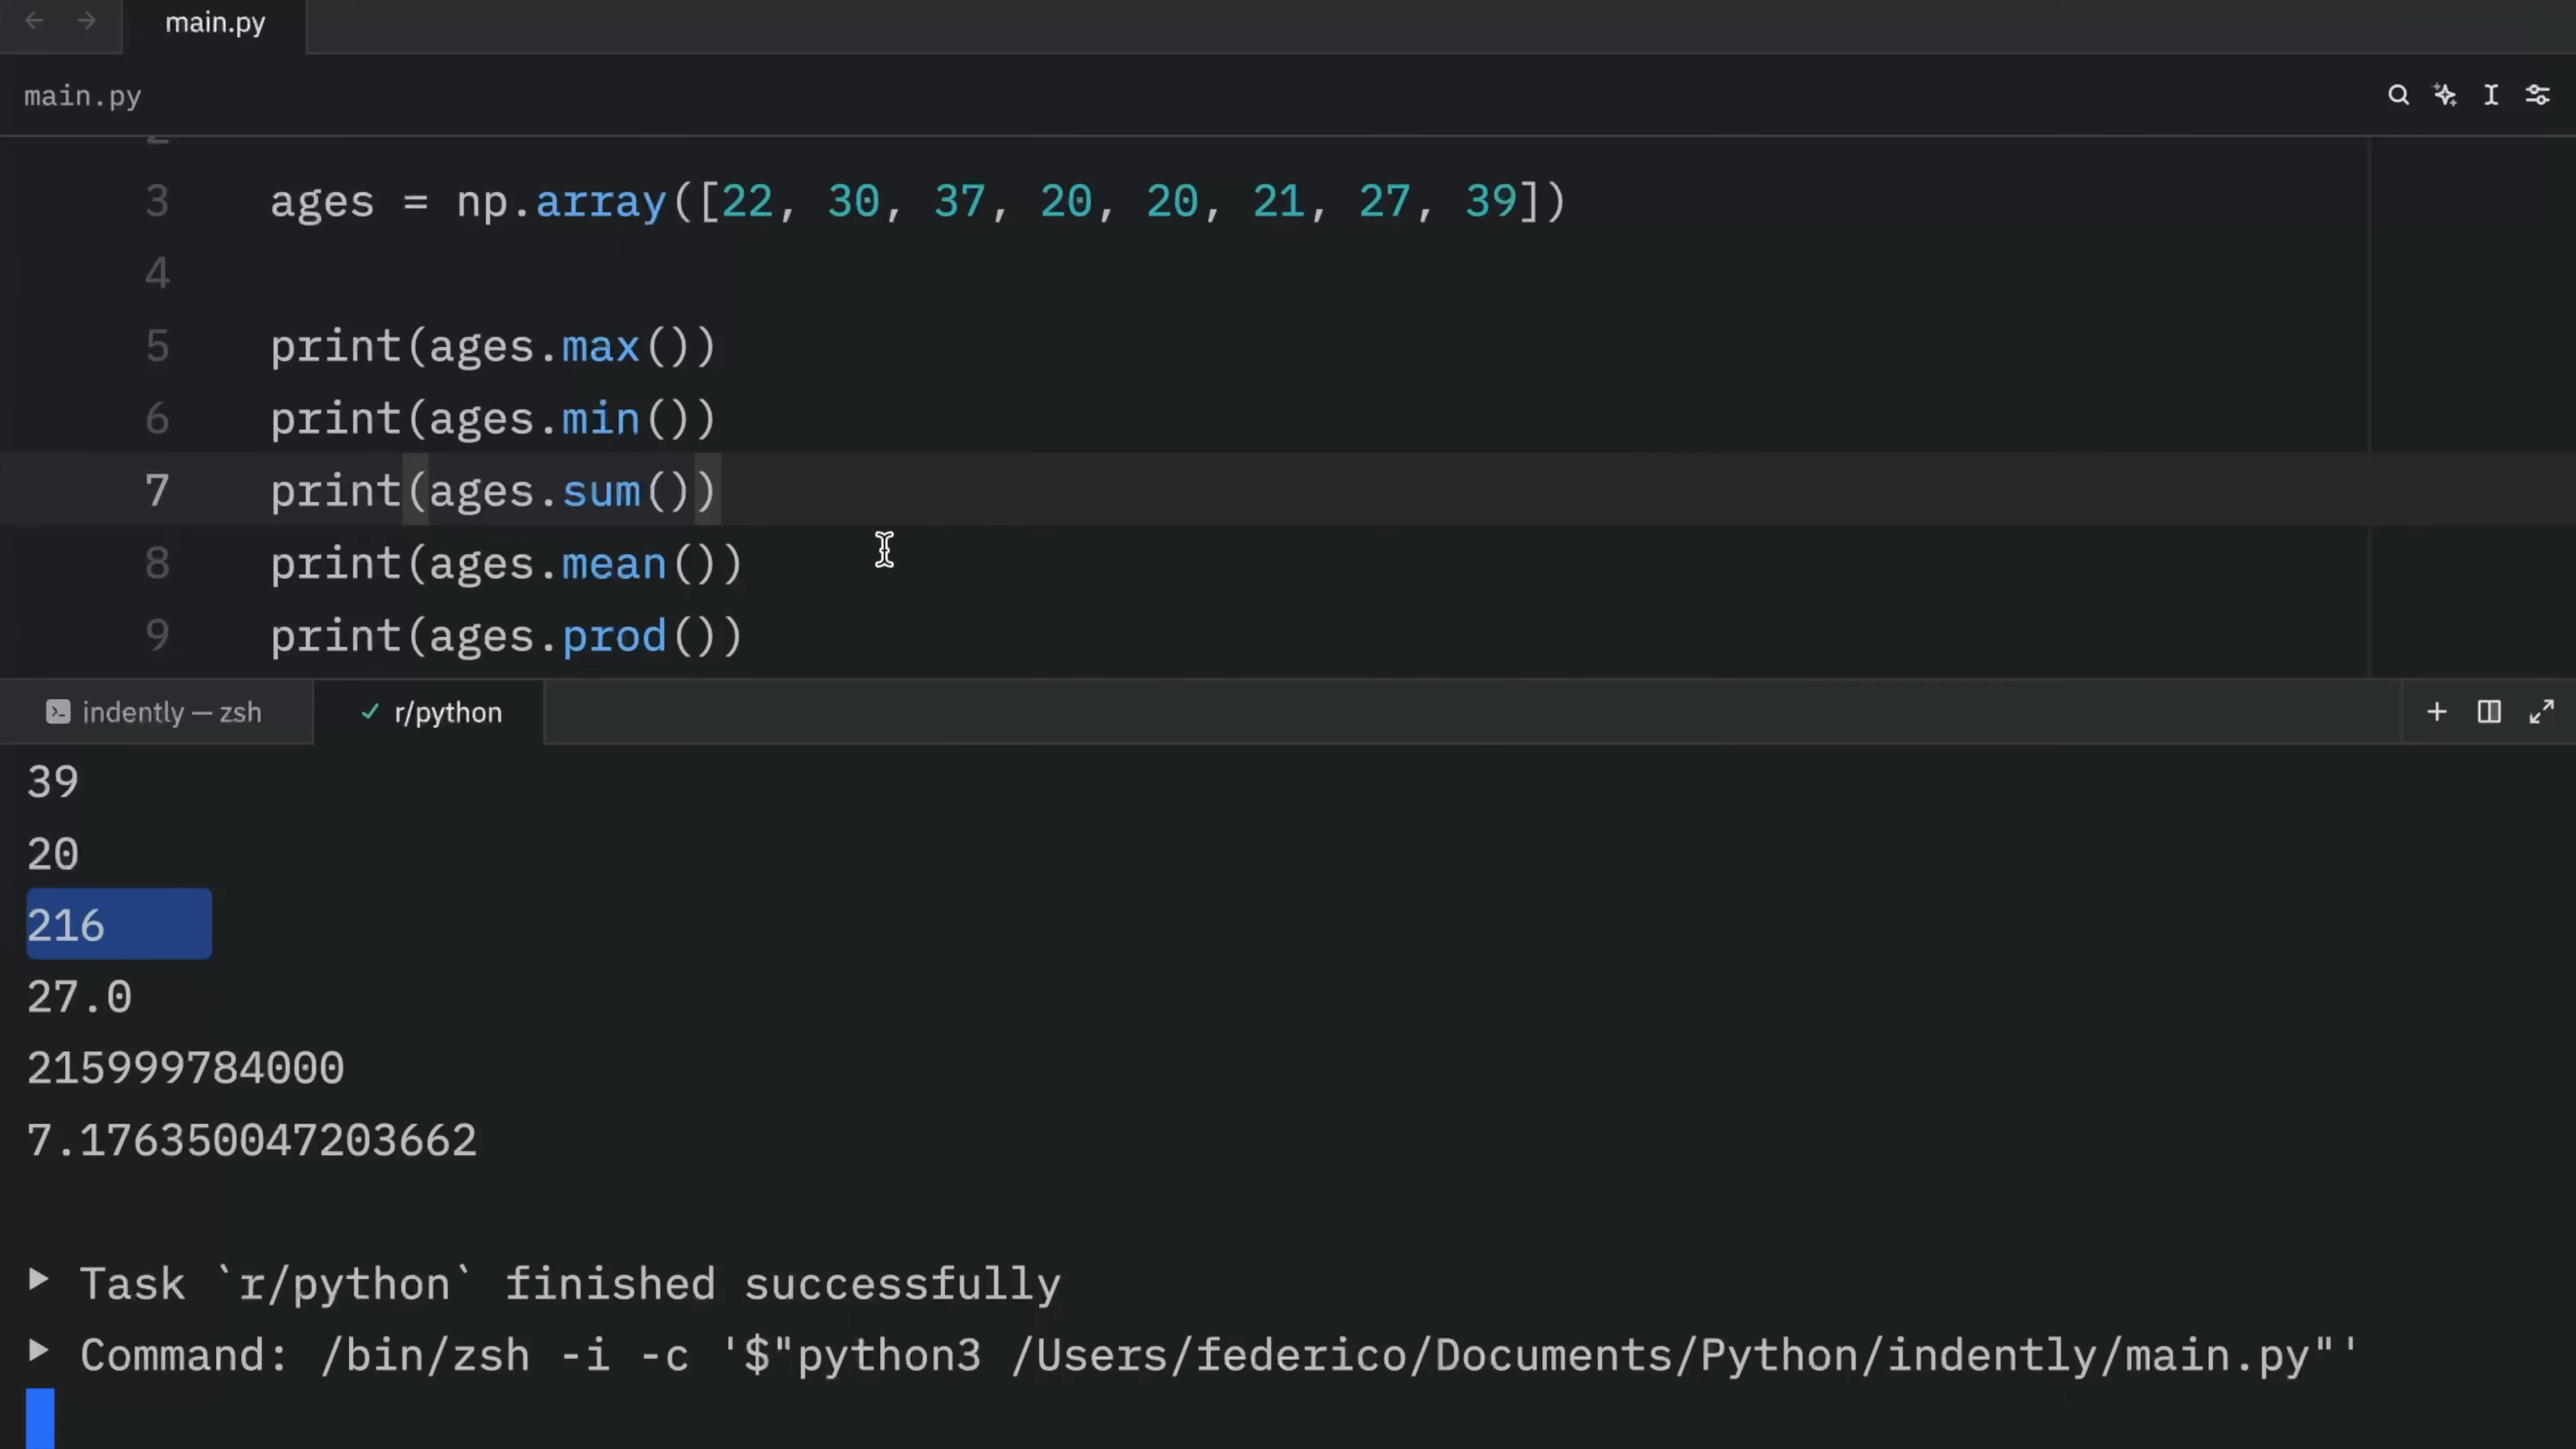 main.py
main.py
2
3 ages = np.array([22, 30, 37, 20, 20, 21, 27, 39])
4
5 print(ages.max())
6 print(ages.min())
7 print(ages.sum())
8 print(ages.mean())
9 print(ages.prod())
indently — zsh r/python
39
20
216
27.0
215999784000
7.176350047203662
Task `r/python` finished successfully
Command: /bin/zsh -i -c '$"python3 /Users/federico/Documents/Python/indently/main.py"'